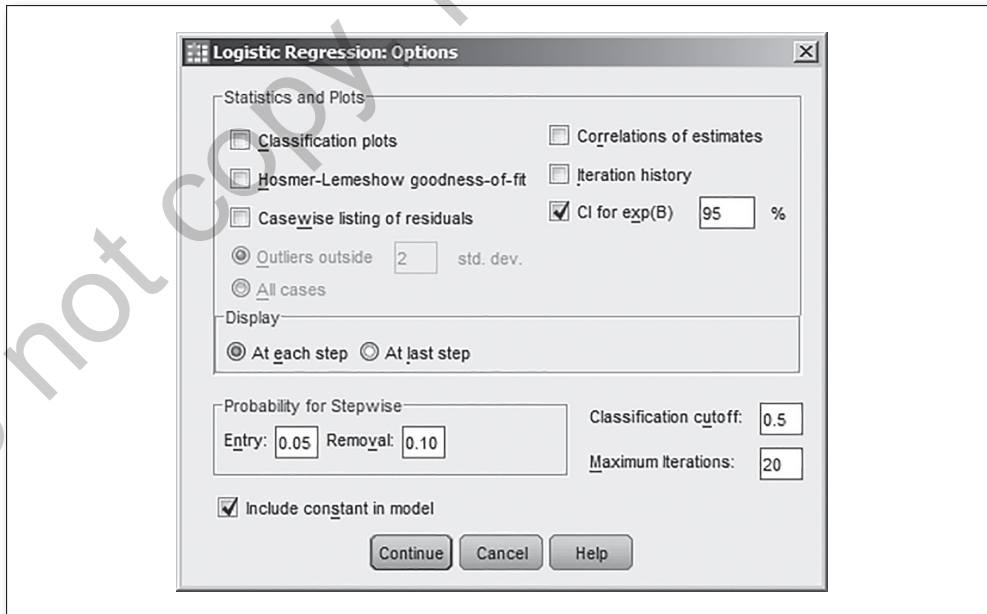 not copy,
Logistic Regression: Options
Statistics and Plots
Classification plots
Hosmer-Lemeshow goodness-of-fit
Casewise listing of residuals
Outliers outside 2 std. dev.
All cases
Correlations of estimates
Iteration history
CI for exp(B) 95 %
Display
At each step At last step
Probability for Stepwise
Entry: 0.05 Removal: 0.10
Classification cutoff: 0.5
Maximum Iterations: 20
Include constant in model
Continue Cancel Help